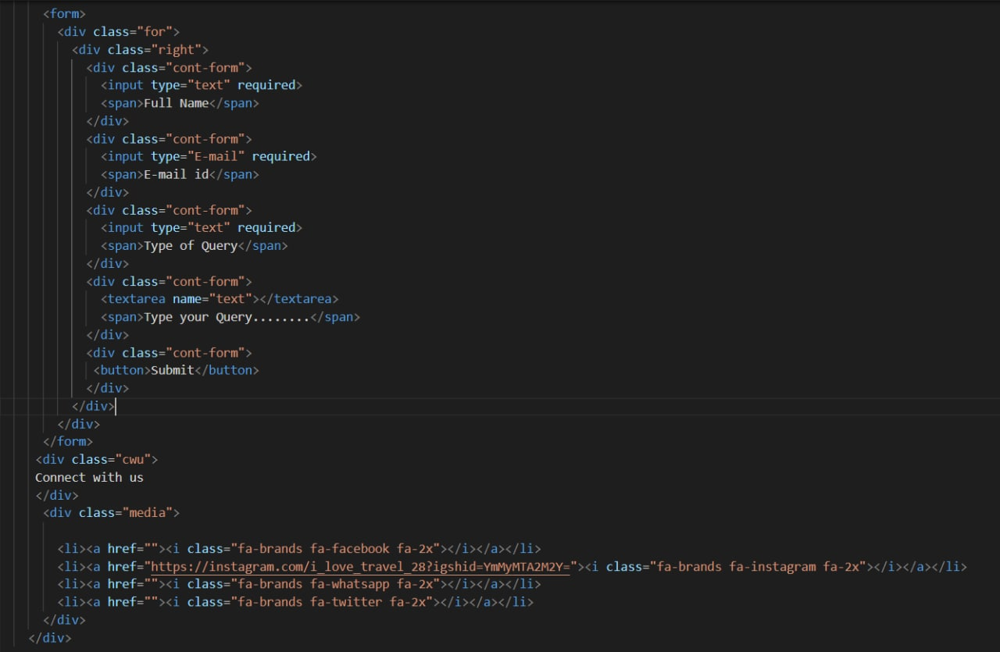 <form>
<div class="for">
<div class="right">
<div class="cont-form">
<input type="text" required>
<span>Full Name</span>
</div>
<div class="cont-form">
<input type="E-mail" required>
<span>E-mail id</span>
</div>
<div class="cont-form">
<input type="text" required>
<span>Type of Query</span>
</div>
<div class="cont-form">
<textarea name="text"></textarea>
<span>Type your Query........</span>
</div>
<div class="cont-form">
<button>Submit</button>
</div>
</div>
</div>
</form>
<div class="cwu">
Connect with us
</div>
<div class="media">
<li><a href=""><i class="fa-brands fa-facebook fa-2x"></i></a></li>
<li><a href="https://instagram.com/i_love_travel_28?igshid=YmMyMTA2M2Y="><i class="fa-brands fa-instagram fa-2x"></i></a></li>
<li><a href=""><i class="fa-brands fa-whatsapp fa-2x"></i></a></li>
<li><a href=""><i class="fa-brands fa-twitter fa-2x"></i></a></li>
</div>
</div>